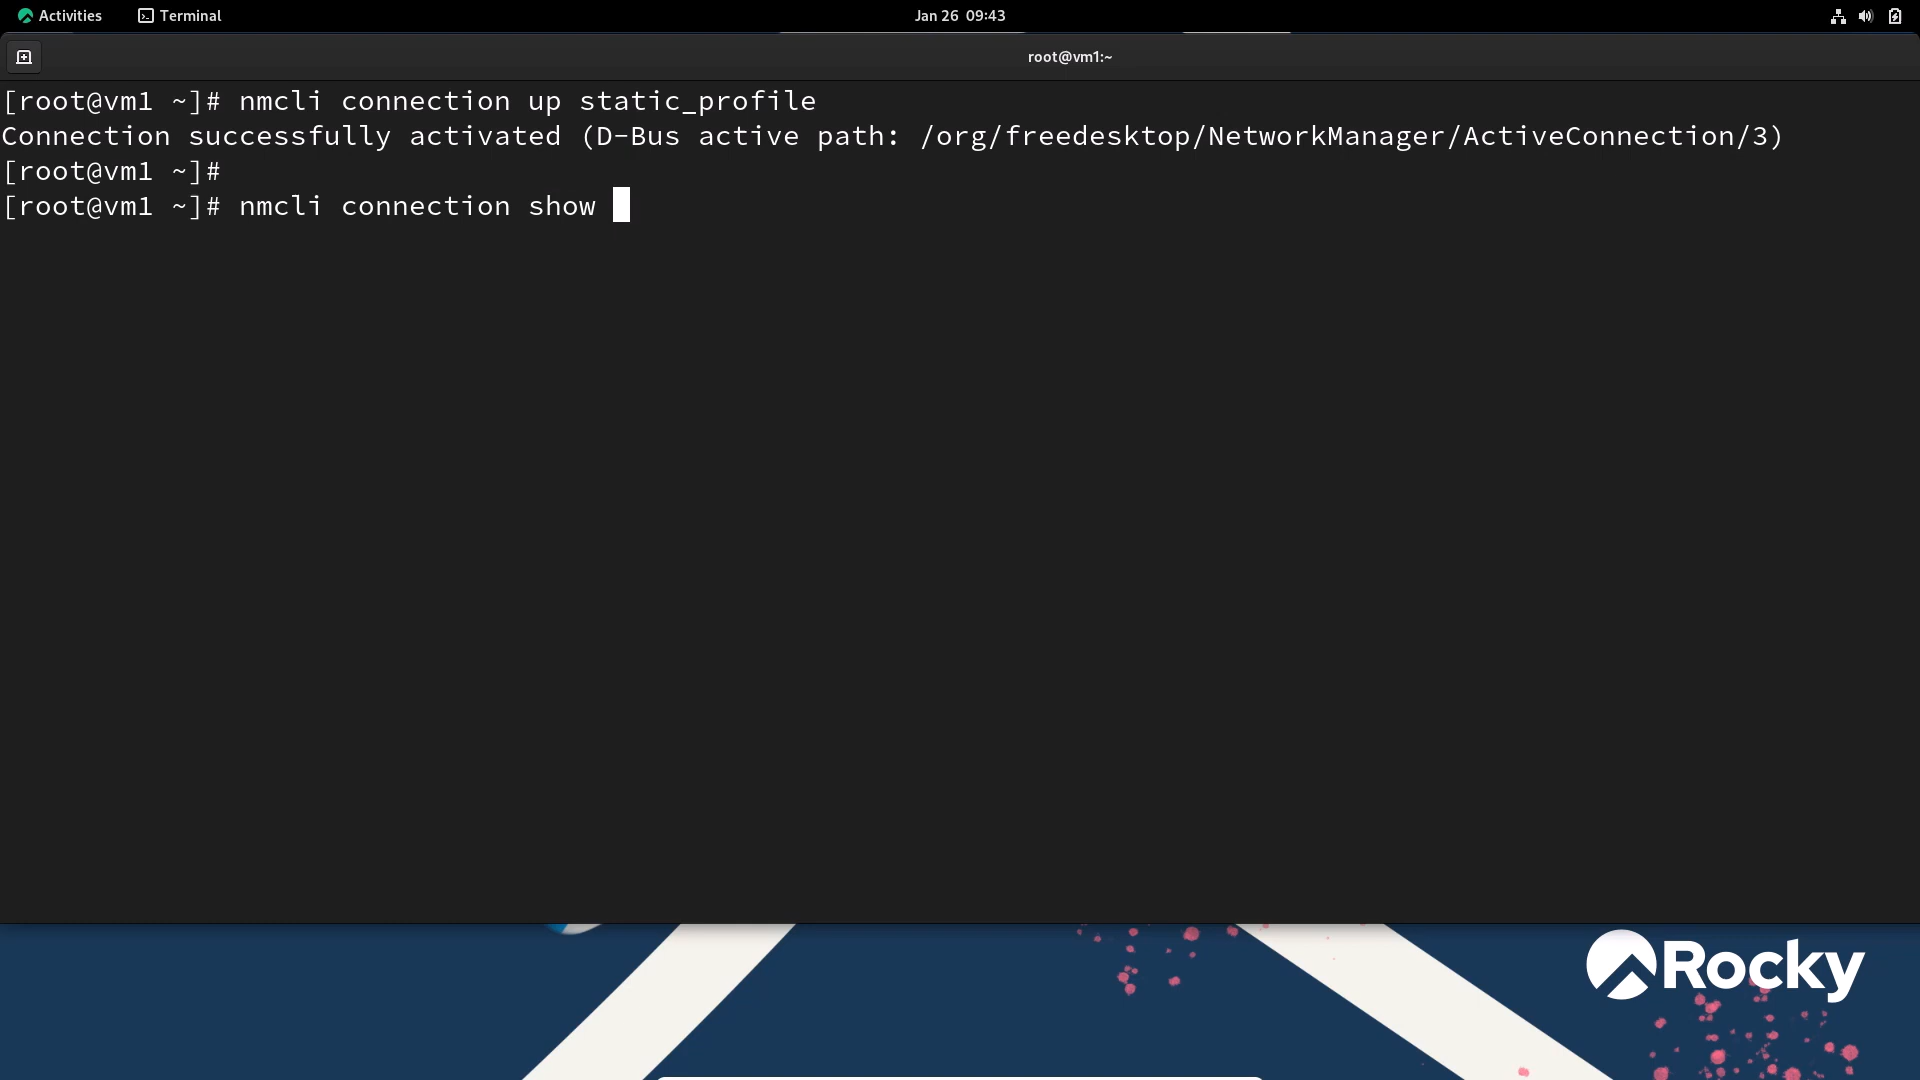 Activities Terminal Jan 26 09:43
root@vm1:~
[root@vm1 ~]# nmcli connection up static_profile
Connection successfully activated (D-Bus active path: /org/freedesktop/NetworkManager/ActiveConnection/3)
[root@vm1 ~]#
[root@vm1 ~]# nmcli connection show
Rocky